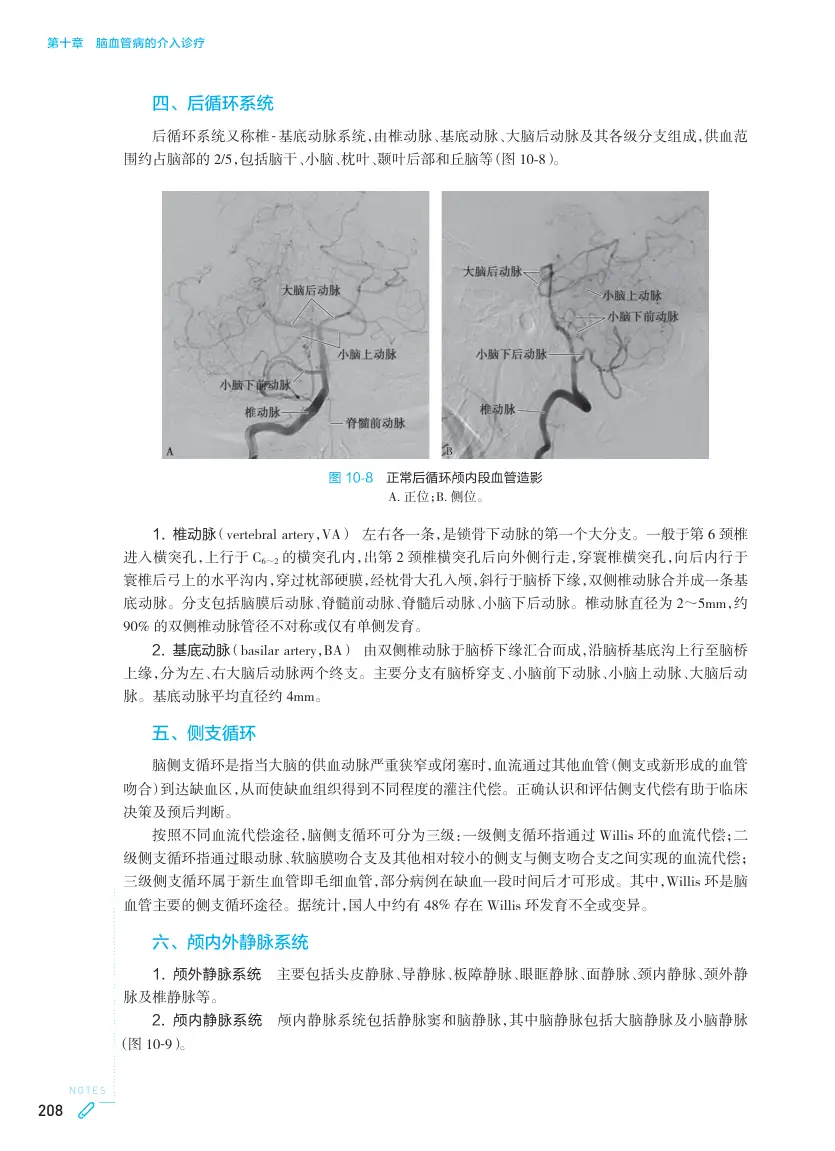 第十章 脑血管病的介入诊疗
四、后循环系统
后循环系统又称椎-基底动脉系统,由椎动脉、基底动脉、大脑后动脉及其各级分支组成,供血范
围约占脑部的 2/5,包括脑干、小脑、枕叶、颞叶后部和丘脑等(图 10-8)。
大脑后动脉
小脑上动脉
小脑下前动脉
椎动脉
脊髓前动脉
A
大脑后动脉
小脑上动脉
小脑下前动脉
小脑下后动脉
椎动脉
B
图 10-8 正常后循环颅内段血管造影
A. 正位;B. 侧位。
1. 椎动脉(vertebral artery,VA) 左右各一条,是锁骨下动脉的第一个大分支。一般于第 6 颈椎
进入横突孔,上行于 C6~2 的横突孔内,出第 2 颈椎横突孔后向外侧行走,穿寰椎横突孔,向后内行于
寰椎后弓上的水平沟内,穿过枕部硬膜,经枕骨大孔入颅,斜行于脑桥下缘,双侧椎动脉合并成一条基
底动脉。分支包括脑膜后动脉、脊髓前动脉、脊髓后动脉、小脑下后动脉。椎动脉直径为 2～5mm,约
90% 的双侧椎动脉管径不对称或仅有单侧发育。
2. 基底动脉(basilar artery,BA) 由双侧椎动脉于脑桥下缘汇合而成,沿脑桥基底沟上行至脑桥
上缘,分为左、右大脑后动脉两个终支。主要分支有脑桥穿支、小脑前下动脉、小脑上动脉、大脑后动
脉。基底动脉平均直径约 4mm。
五、侧支循环
脑侧支循环是指当大脑的供血动脉严重狭窄或闭塞时,血流通过其他血管(侧支或新形成的血管
吻合)到达缺血区,从而使缺血组织得到不同程度的灌注代偿。正确认识和评估侧支代偿有助于临床
决策及预后判断。
按照不同血流代偿途径,脑侧支循环可分为三级:一级侧支循环指通过 Willis 环的血流代偿;二
级侧支循环指通过眼动脉、软脑膜吻合支及其他相对较小的侧支与侧支吻合支之间实现的血流代偿;
三级侧支循环属于新生血管即毛细血管,部分病例在缺血一段时间后才可形成。其中,Willis 环是脑
血管主要的侧支循环途径。据统计,国人中约有 48% 存在 Willis 环发育不全或变异。
六、颅内外静脉系统
1. 颅外静脉系统 主要包括头皮静脉、导静脉、板障静脉、眼眶静脉、面静脉、颈内静脉、颈外静
脉及椎静脉等。
2. 颅内静脉系统 颅内静脉系统包括静脉窦和脑静脉,其中脑静脉包括大脑静脉及小脑静脉
(图 10-9)。
NOTES
208